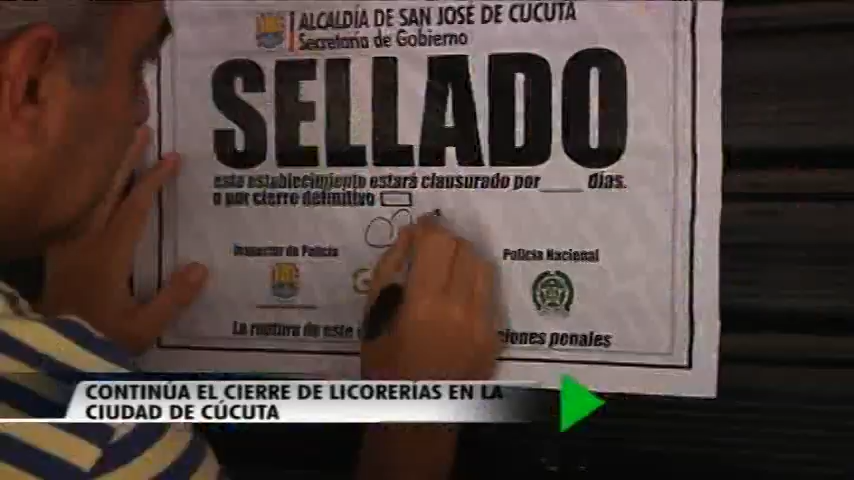 ALCALDÍA DE SAN JOSÉ DE CÚCUTA
Secretaría de Gobierno
SELLADO
este establecimiento estará clausurado por____ días.
o por cierre definitivo
Inspector de Policía
Policía Nacional
La ruptura de este
ciones penales
CONTINÚA EL CIERRE DE LICORERÍAS EN LA
CIUDAD DE CÚCUTA